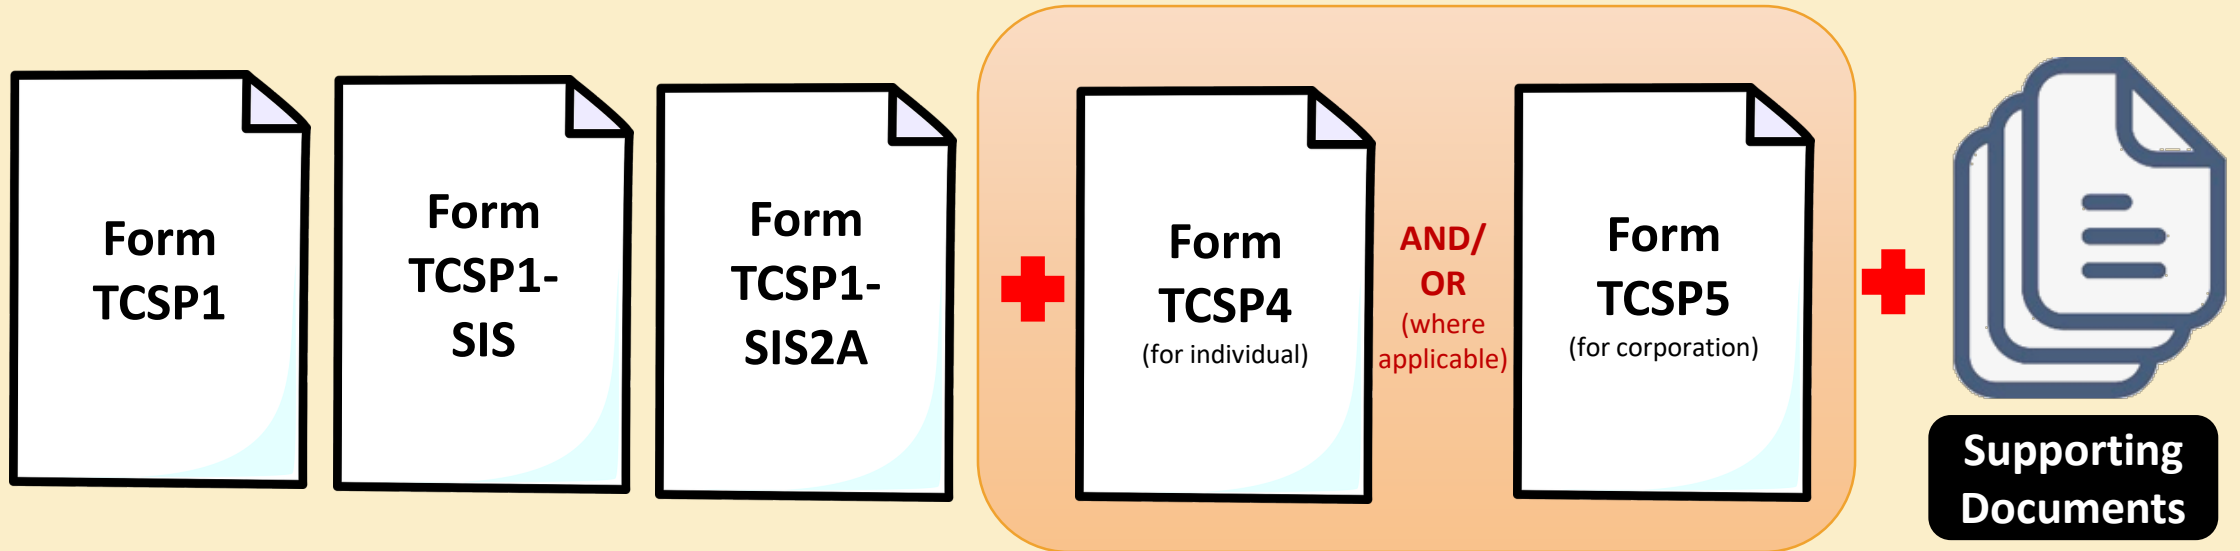 Form
TCSP1
Form
TCSP1-
SIS
Form
TCSP1-
SIS2A
Form
TCSP4
(for individual)
AND/
OR
(where
applicable)
Form
TCSP5
(for corporation)
Supporting
Documents